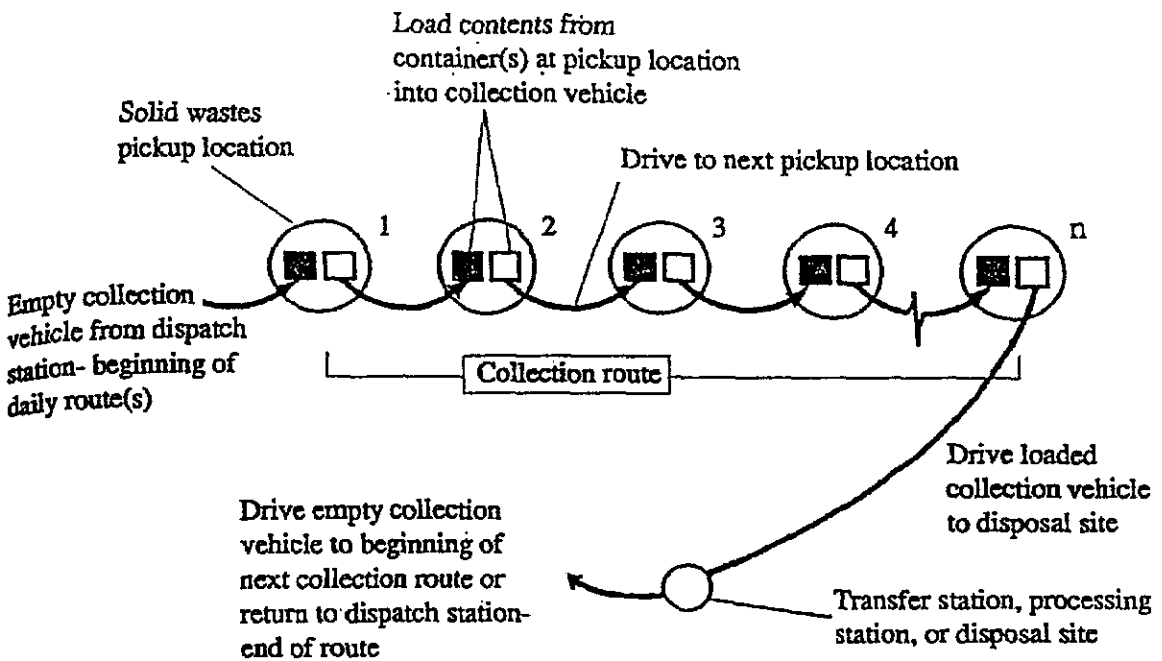 Load contents from
container(s) at pickup location
into collection vehicle
Solid wastes
pickup location
Drive to next pickup location
1
2
3
4
n
Empty collection
vehicle from dispatch
station- beginning of
daily route(s)
Collection route
Drive loaded
collection vehicle
to disposal site
Drive empty collection
vehicle to beginning of
next collection route or
return to dispatch station-
end of route
Transfer station, processing
station, or disposal site